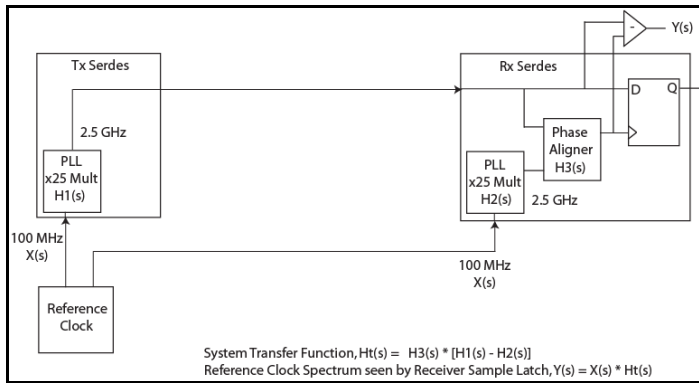 Y(s)
Tx Serdes
Rx Serdes
D
Q
2.5 GHz
PLL
x25 Mult
H1(s)
Phase
Aligner
H3(s)
PLL
x25 Mult
H2(s)
2.5 GHz
100 MHz
X(s)
100 MHz
X(s)
Reference
Clock
System Transfer Function, Ht(s) = H3(s) * [H1(s) - H2(s)]
Reference Clock Spectrum seen by Receiver Sample Latch, Y(s) = X(s) * Ht(s)